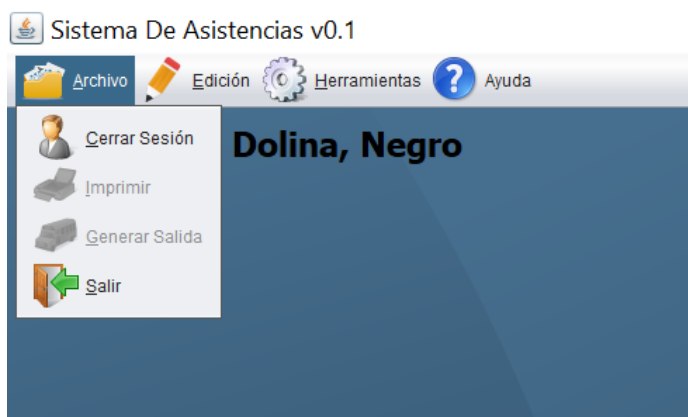 Sistema De Asistencias v0.1
Archivo Edición Herramientas Ayuda
Cerrar Sesión
Dolina, Negro
Imprimir
Generar Salida
Salir